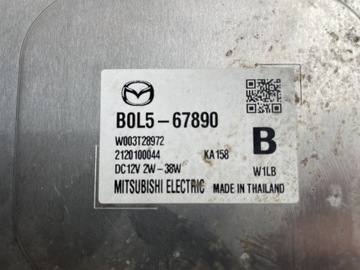 B0L5-67890
W003T28972
2120100044 KA158
DC12V 2W-38W
B
W1LB
MITSUBISHI ELECTRIC MADE IN THAILAND